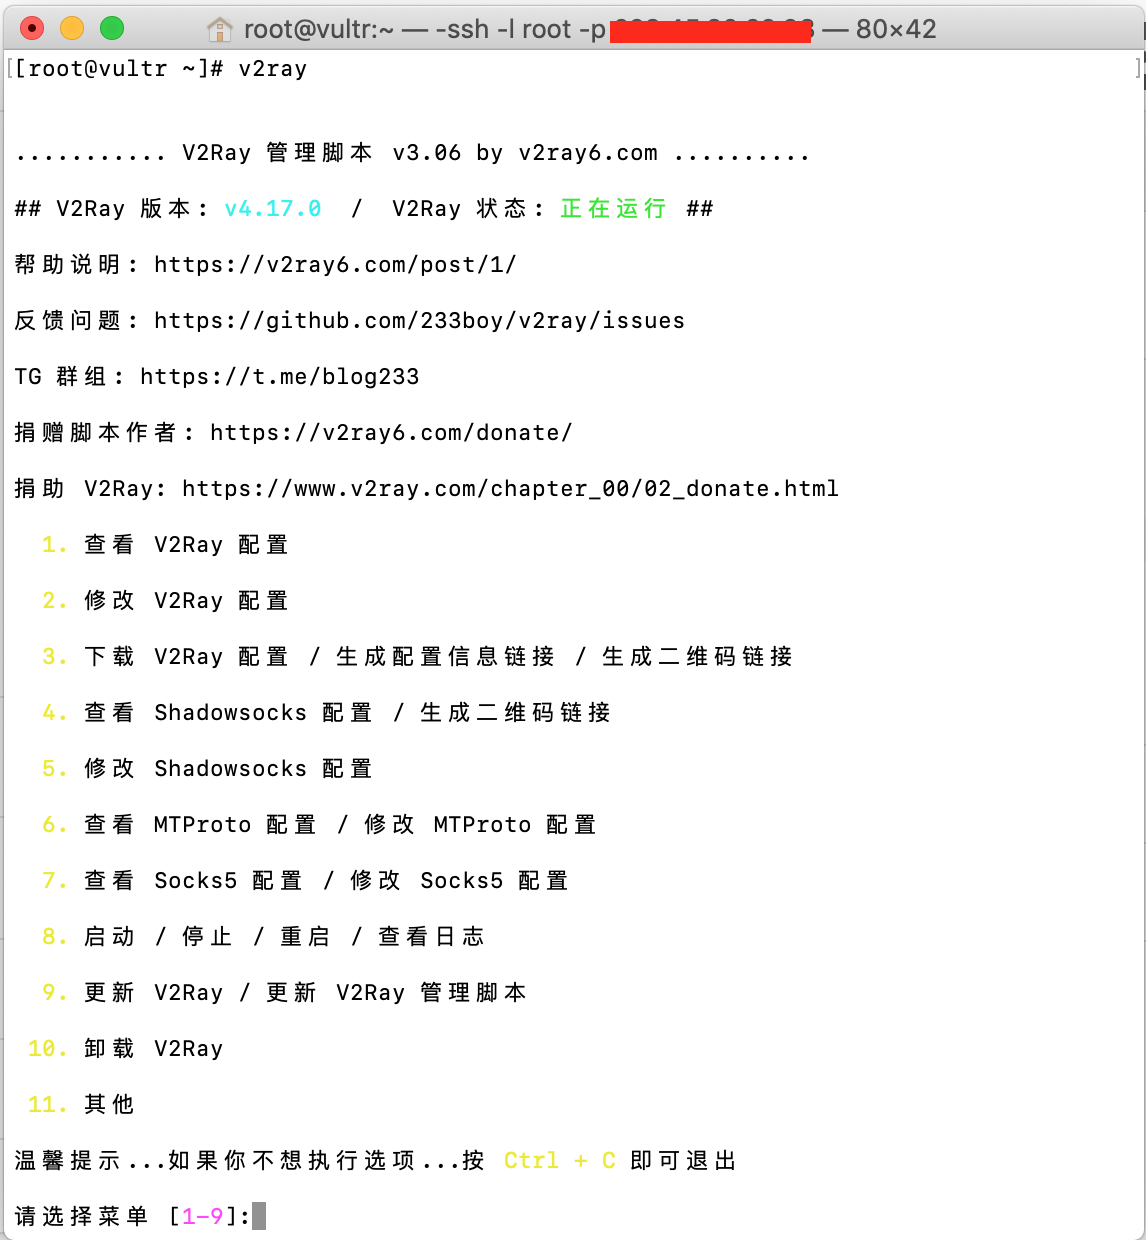 root@vultr:~ — -ssh -l root -p — 80×42
[[root@vultr ~]# v2ray ]
........... V2Ray 管理脚本 v3.06 by v2ray6.com ..........
## V2Ray 版本: v4.17.0 / V2Ray 状态: 正在运行 ##
帮助说明: https://v2ray6.com/post/1/
反馈问题: https://github.com/233boy/v2ray/issues
TG 群组: https://t.me/blog233
捐赠脚本作者: https://v2ray6.com/donate/
捐助 V2Ray: https://www.v2ray.com/chapter_00/02_donate.html
1. 查看 V2Ray 配置
2. 修改 V2Ray 配置
3. 下载 V2Ray 配置 / 生成配置信息链接 / 生成二维码链接
4. 查看 Shadowsocks 配置 / 生成二维码链接
5. 修改 Shadowsocks 配置
6. 查看 MTProto 配置 / 修改 MTProto 配置
7. 查看 Socks5 配置 / 修改 Socks5 配置
8. 启动 / 停止 / 重启 / 查看日志
9. 更新 V2Ray / 更新 V2Ray 管理脚本
10. 卸载 V2Ray
11. 其他
温馨提示...如果你不想执行选项...按 Ctrl + C 即可退出
请选择菜单 [1-9]: